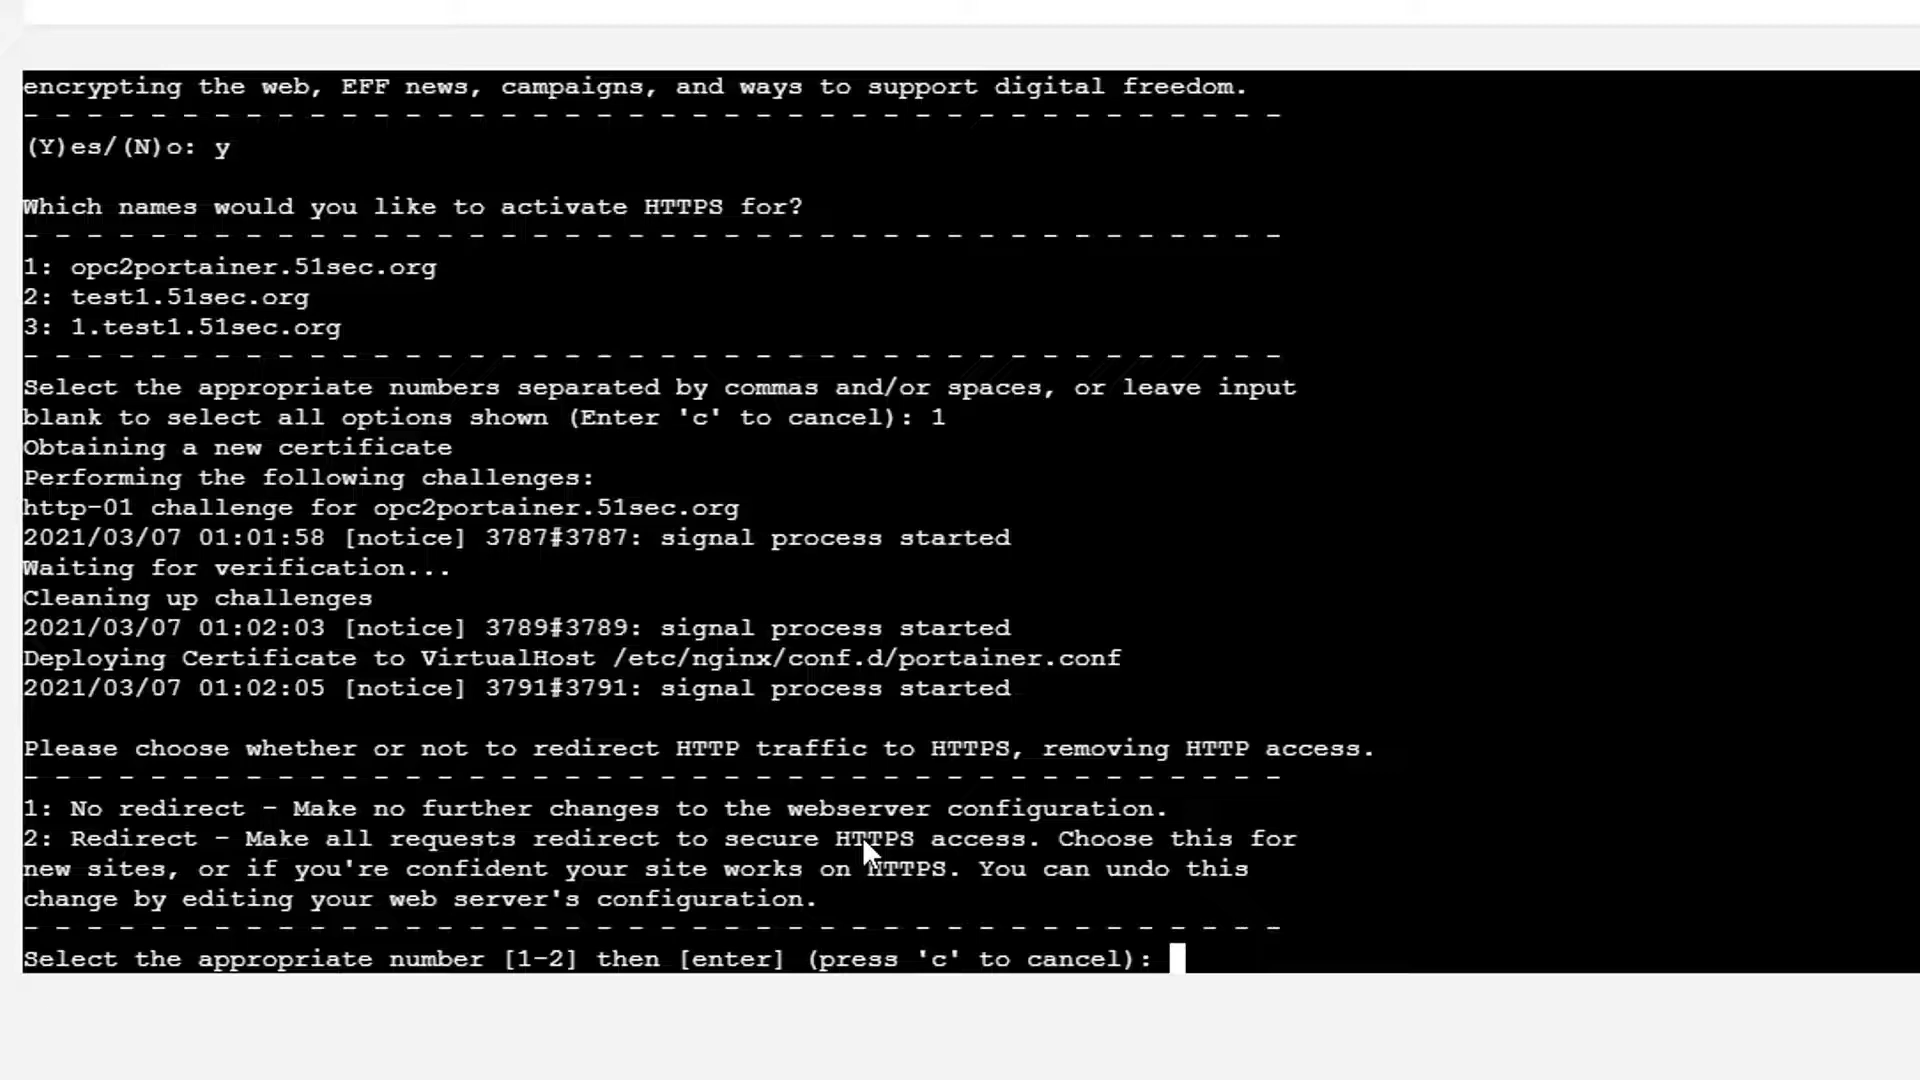 encrypting the web, EFF news, campaigns, and ways to support digital freedom.
- - - - - - - - - - - - - - - - - - - - - - - - - - - - - - - - - - - - - - - -
(Y)es/(N)o: y
Which names would you like to activate HTTPS for?
- - - - - - - - - - - - - - - - - - - - - - - - - - - - - - - - - - - - - - - -
1: opc2portainer.51sec.org
2: test1.51sec.org
3: 1.test1.51sec.org
- - - - - - - - - - - - - - - - - - - - - - - - - - - - - - - - - - - - - - - -
Select the appropriate numbers separated by commas and/or spaces, or leave input
blank to select all options shown (Enter 'c' to cancel): 1
Obtaining a new certificate
Performing the following challenges:
http-01 challenge for opc2portainer.51sec.org
2021/03/07 01:01:58 [notice] 3787#3787: signal process started
Waiting for verification...
Cleaning up challenges
2021/03/07 01:02:03 [notice] 3789#3789: signal process started
Deploying Certificate to VirtualHost /etc/nginx/conf.d/portainer.conf
2021/03/07 01:02:05 [notice] 3791#3791: signal process started
Please choose whether or not to redirect HTTP traffic to HTTPS, removing HTTP access.
- - - - - - - - - - - - - - - - - - - - - - - - - - - - - - - - - - - - - - - -
1: No redirect - Make no further changes to the webserver configuration.
2: Redirect - Make all requests redirect to secure HTTPS access. Choose this for
new sites, or if you're confident your site works on HTTPS. You can undo this
change by editing your web server's configuration.
- - - - - - - - - - - - - - - - - - - - - - - - - - - - - - - - - - - - - - - -
Select the appropriate number [1-2] then [enter] (press 'c' to cancel):